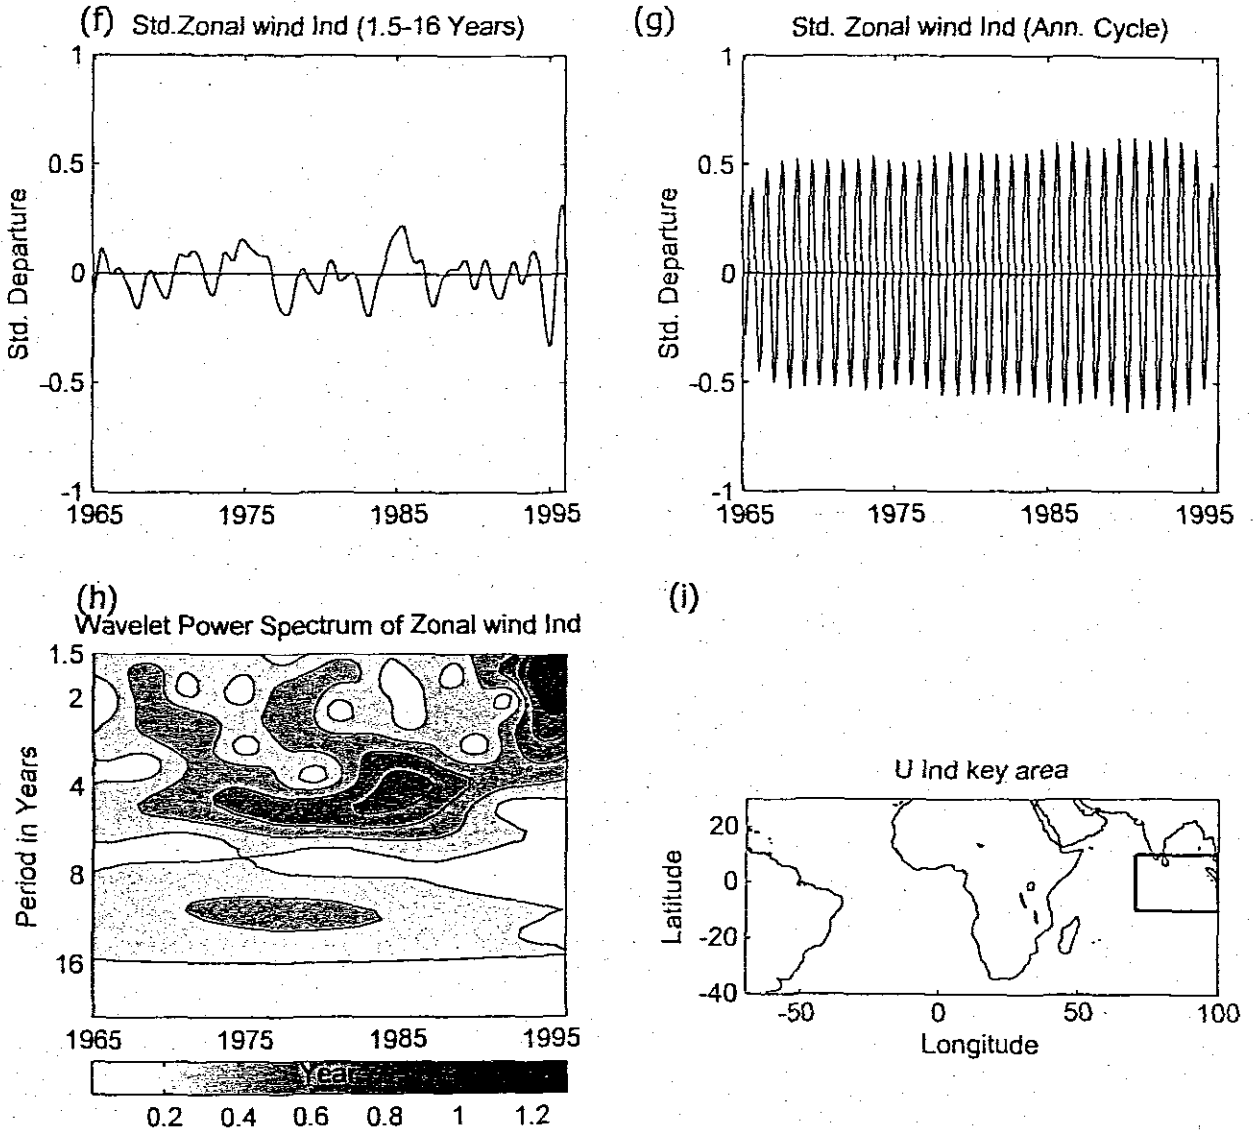 (f) Std.Zonal wind Ind (1.5-16 Years)
1
0.5
0
-0.5
-1
Std. Departure
1965 1975 1985 1995
(g) Std. Zonal wind Ind (Ann. Cycle)
1
0.5
0
-0.5
-1
Std. Departure
1965 1975 1985 1995
(h)
Wavelet Power Spectrum of Zonal wind Ind
1.5
2
4
8
16
Period in Years
1965 1975 1985 1995
Year
0.2 0.4 0.6 0.8 1 1.2
(i)
U Ind key area
20
0
-20
-40
Latitude
-50 0 50 100
Longitude